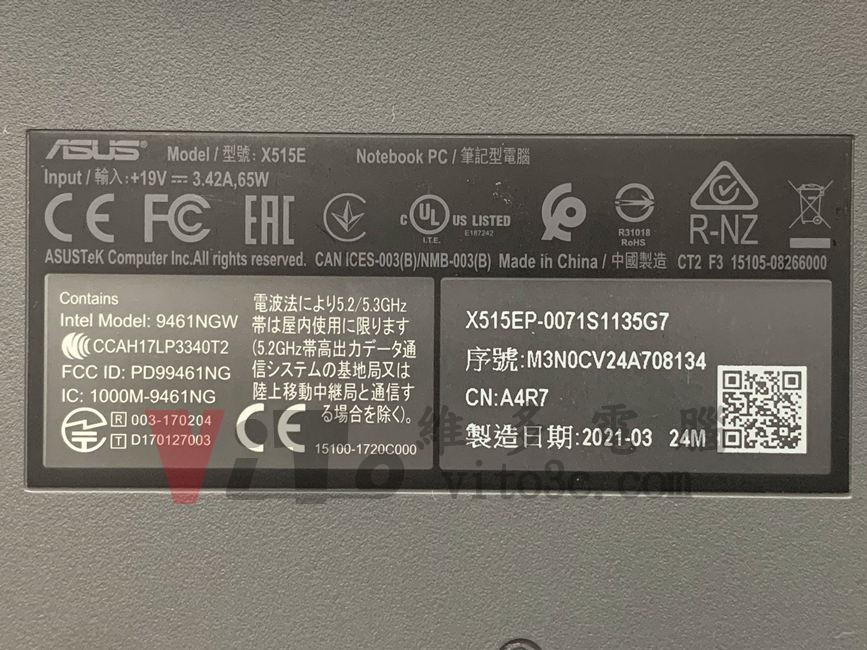 ASUS® Model / 型號: X515E Notebook PC / 筆記型電腦
Input / 輸入: +19V ⎓ 3.42A, 65W
CE FC EAC c UL US LISTED
I.T.E. E187242
R31018
RoHS
R-NZ
ASUSTeK Computer Inc. All rights reserved. CAN ICES-003(B)/NMB-003(B) Made in China / 中國製造 CT2 F3 15105-08266000
Contains
Intel Model: 9461NGW
CCAH17LP3340T2
FCC ID: PD99461NG
IC: 1000M-9461NG
R 003-170204
T D170127003
電波法により5.2/5.3GHz
帯は屋内使用に限ります
(5.2GHz帯高出力データ通
信システムの基地局又は
陸上移動中継局と通信す
る場合を除く)。
CE
15100-1720C000
X515EP-0071S1135G7
序號: M3N0CV24A708134
CN: A4R7
製造日期: 2021-03 24M
ViTo 維多電腦
vito3c.com